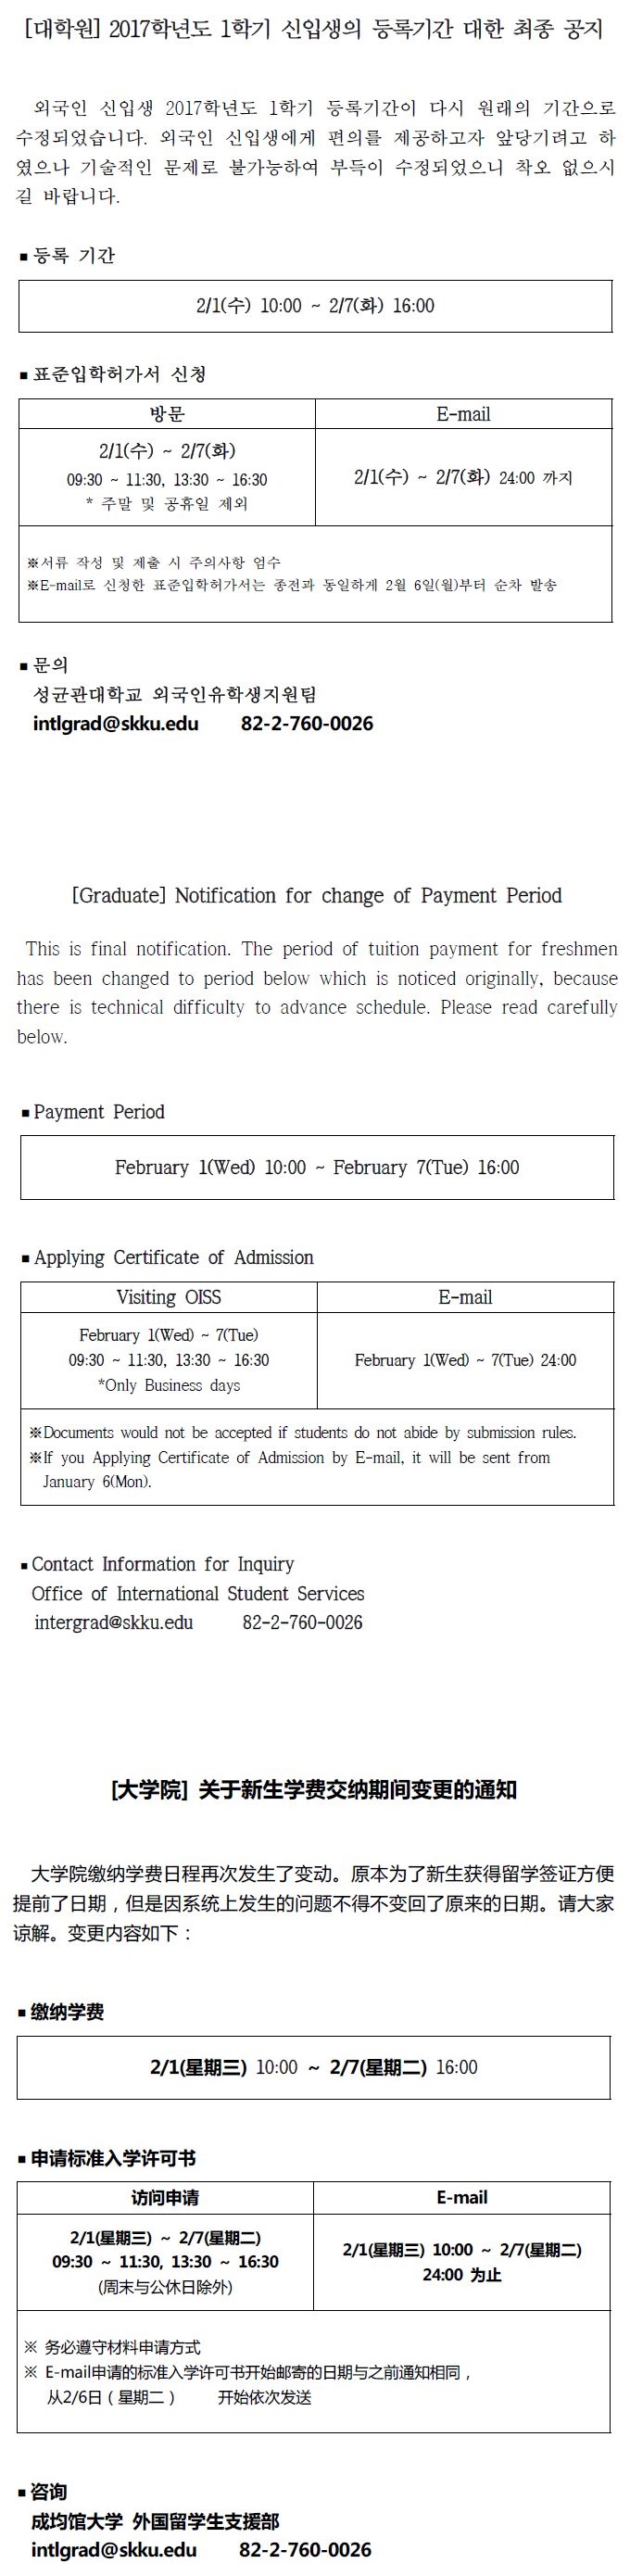 [대학원] 2017학년도 1학기 신입생의 등록기간 대한 최종 공지
외국인 신입생 2017학년도 1학기 등록기간이 다시 원래의 기간으로
수정되었습니다. 외국인 신입생에게 편의를 제공하고자 앞당기려고 하
였으나 기술적인 문제로 불가능하여 부득이 수정되었으니 착오 없으시
길 바랍니다.
▪ 등록 기간
2/1(수) 10:00 ~ 2/7(화) 16:00
▪ 표준입학허가서 신청
방문 E-mail
2/1(수) ~ 2/7(화)
09:30 ~ 11:30, 13:30 ~ 16:30
* 주말 및 공휴일 제외
2/1(수) ~ 2/7(화) 24:00 까지
※서류 작성 및 제출 시 주의사항 엄수
※E-mail로 신청한 표준입학허가서는 종전과 동일하게 2월 6일(월)부터 순차 발송
▪ 문의
성균관대학교 외국인유학생지원팀
intlgrad@skku.edu 82-2-760-0026
[Graduate] Notification for change of Payment Period
This is final notification. The period of tuition payment for freshmen
has been changed to period below which is noticed originally, because
there is technical difficulty to advance schedule. Please read carefully
below.
▪ Payment Period
February 1(Wed) 10:00 ~ February 7(Tue) 16:00
▪ Applying Certificate of Admission
Visiting OISS E-mail
February 1(Wed) ~ 7(Tue)
09:30 ~ 11:30, 13:30 ~ 16:30
*Only Business days
February 1(Wed) ~ 7(Tue) 24:00
※Documents would not be accepted if students do not abide by submission rules.
※If you Applying Certificate of Admission by E-mail, it will be sent from
January 6(Mon).
▪ Contact Information for Inquiry
Office of International Student Services
intergrad@skku.edu 82-2-760-0026
[大学院] 关于新生学费交纳期间变更的通知
大学院缴纳学费日程再次发生了变动。原本为了新生获得留学签证方便
提前了日期，但是因系统上发生的问题不得不变回了原来的日期。请大家
谅解。变更内容如下：
▪ 缴纳学费
2/1(星期三) 10:00 ~ 2/7(星期二) 16:00
▪ 申请标准入学许可书
访问申请 E-mail
2/1(星期三) ~ 2/7(星期二)
09:30 ~ 11:30, 13:30 ~ 16:30
(周末与公休日除外)
2/1(星期三) 10:00 ~ 2/7(星期二)
24:00 为止
※ 务必遵守材料申请方式
※ E-mail申请的标准入学许可书开始邮寄的日期与之前通知相同，
从2/6日（星期二） 开始依次发送
▪ 咨询
成均馆大学 外国留学生支援部
intlgrad@skku.edu 82-2-760-0026